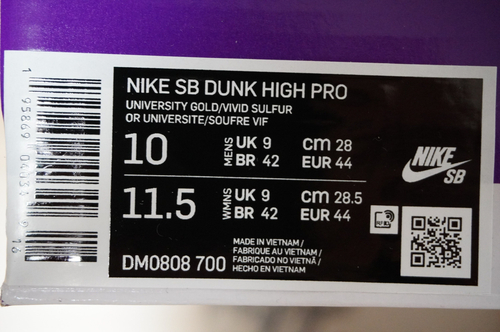 NIKE SB DUNK HIGH PRO
UNIVERSITY GOLD/VIVID SULFUR
OR UNIVERSITE/SOUFRE VIF
10 MENS UK 9 CM 28
BR 42 EUR 44
11.5 WMNS UK 9 CM 28.5
BR 42 EUR 44
NIKE
SB
MADE IN VIETNAM /
FABRIQUE AU VIETNAM /
FABRICADO NO VIETNÃ /
HECHO EN VIETNAM
DM0808 700